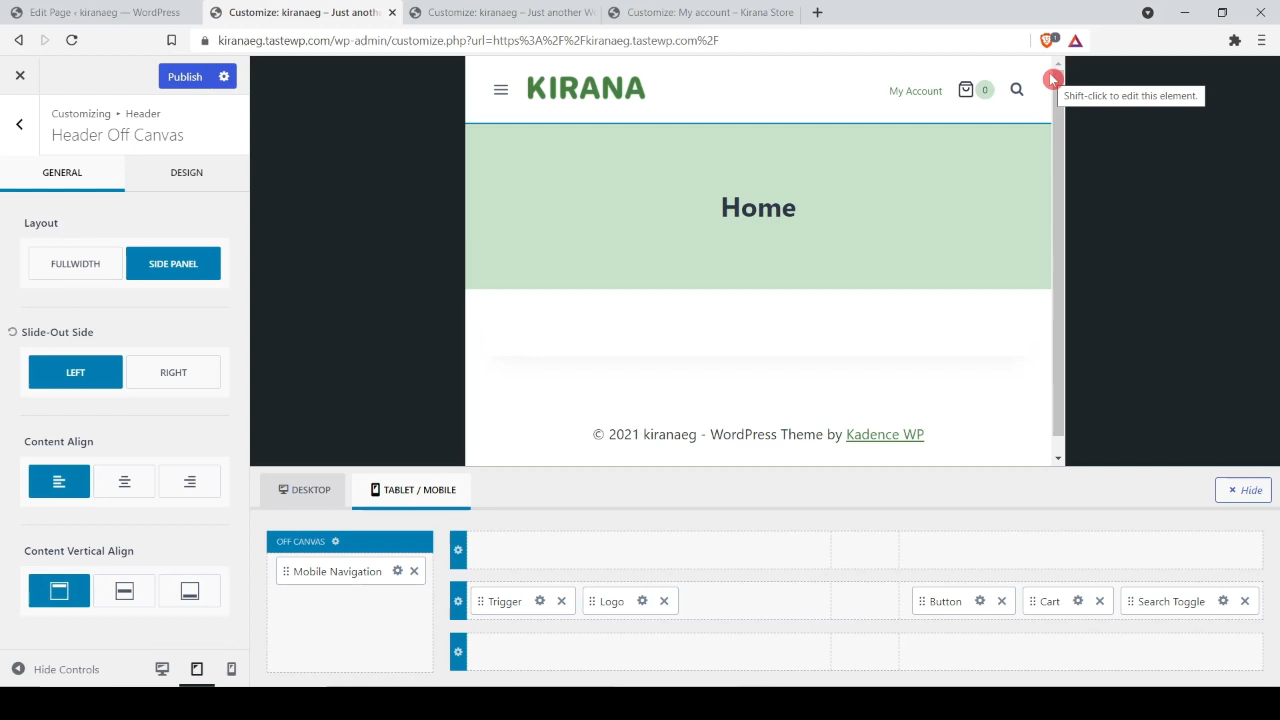 Edit Page ‹ kiranaeg — WordPress
Customize: kiranaeg – Just anoth
Customize: kiranaeg – Just another W
Customize: My account – Kirana Store
kiranaeg.tastewp.com/wp-admin/customize.php?url=https%3A%2F%2Fkiranaeg.tastewp.com%2F
1
Publish
Customizing ‣ Header
Header Off Canvas
GENERAL
DESIGN
Layout
FULLWIDTH
SIDE PANEL
Slide-Out Side
LEFT
RIGHT
Content Align
Content Vertical Align
Hide Controls
KIRANA
My Account
0
Shift-click to edit this element.
Home
© 2021 kiranaeg - WordPress Theme by Kadence WP
DESKTOP
TABLET / MOBILE
Hide
OFF CANVAS
Mobile Navigation
Trigger
Logo
Button
Cart
Search Toggle